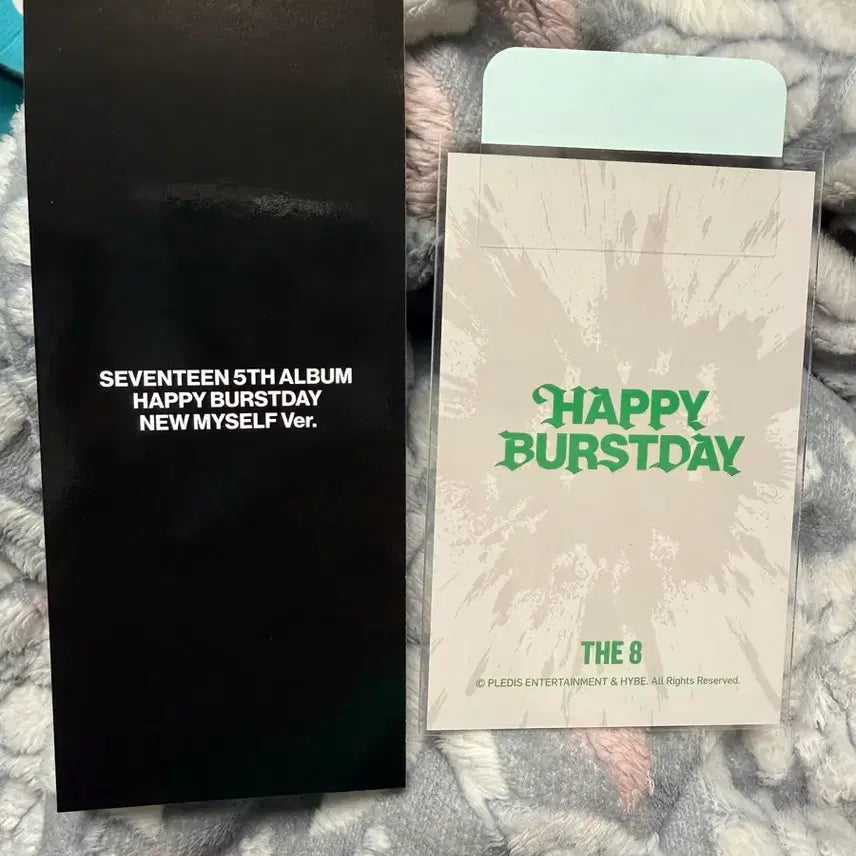 SEVENTEEN 5TH ALBUM
HAPPY BURSTDAY
NEW MYSELF Ver.
HAPPY
BURSTDAY
THE 8
© PLEDIS ENTERTAINMENT & HYBE. All Rights Reserved.